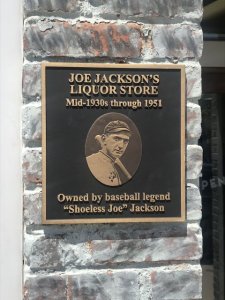 JOE JACKSON'S
LIQUOR STORE
Mid-1930s through 1951
Owned by baseball legend
"Shoeless Joe" Jackson